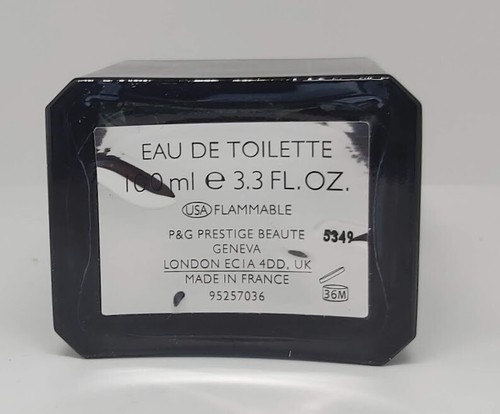 EAU DE TOILETTE
100 ml e 3.3 FL.OZ.
USA FLAMMABLE
P&G PRESTIGE BEAUTE
GENEVA
LONDON EC1A 4DD, UK
MADE IN FRANCE
95257036
5349
36M